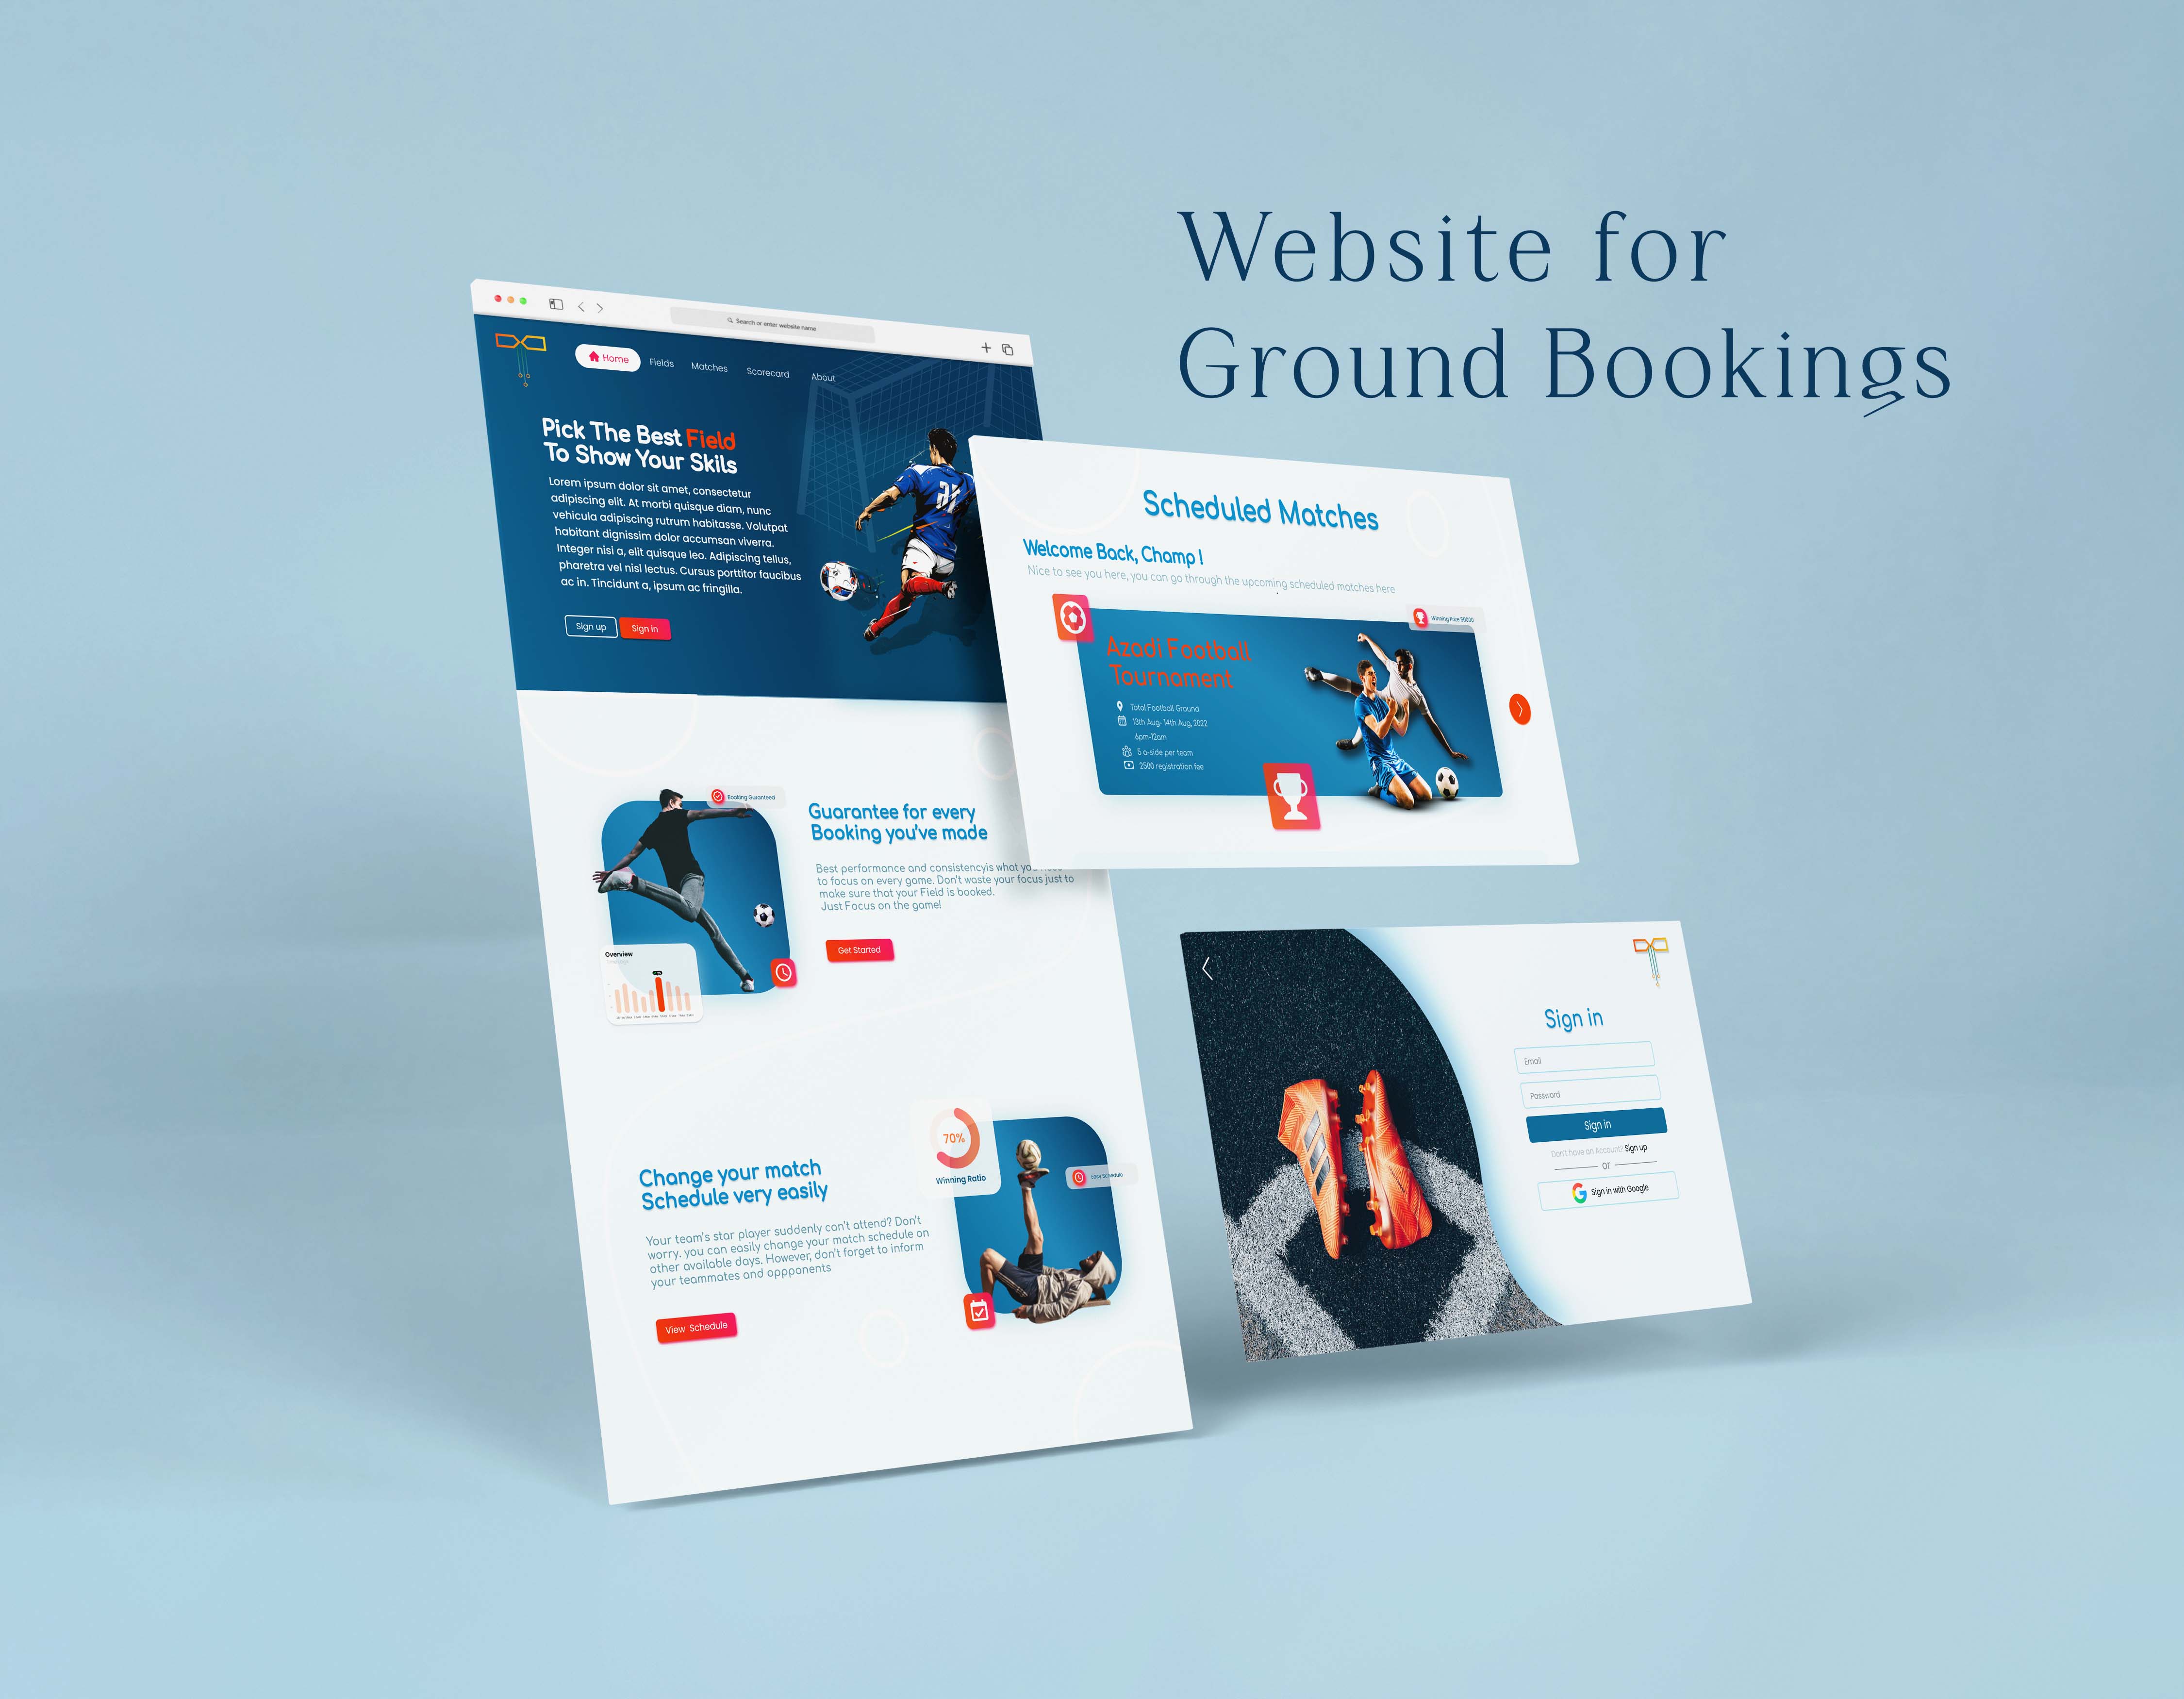 Website for
Ground Bookings
Search or enter website name
Home
Fields
Matches
Scorecard
About
Pick The Best Field
To Show Your Skils
Lorem ipsum dolor sit amet, consectetur
adipiscing elit. At morbi quisque diam, nunc
vehicula adipiscing rutrum habitasse. Volutpat
habitant dignissim dolor accumsan viverra.
Integer nisi a, elit quisque leo. Adipiscing tellus,
pharetra vel nisl lectus. Cursus porttitor faucibus
ac in. Tincidunt a, ipsum ac fringilla.
Sign up
Sign in
Booking Guranteed
Guarantee for every
Booking you've made
Best performance and consistencyis what you
to focus on every game. Don't waste your focus just to
make sure that your Field is booked.
Just Focus on the game!
Get Started
Overview
70%
Winning Ratio
Easy Schedule
Change your match
Schedule very easily
Your team's star player suddenly can't attend? Don't
worry. you can easily change your match schedule on
other available days. However, don't forget to inform
your teammates and oppponents
View Schedule
Scheduled Matches
Welcome Back, Champ !
Nice to see you here, you can go through the upcoming scheduled matches here
Winning Prize 50000
Azadi Football
Tournament
Total Football Ground
13th Aug- 14th Aug, 2022
6pm-12am
5 a-side per team
2500 registration fee
Sign in
Email
Password
Sign in
Don't have an Account? Sign up
or
Sign in with Google